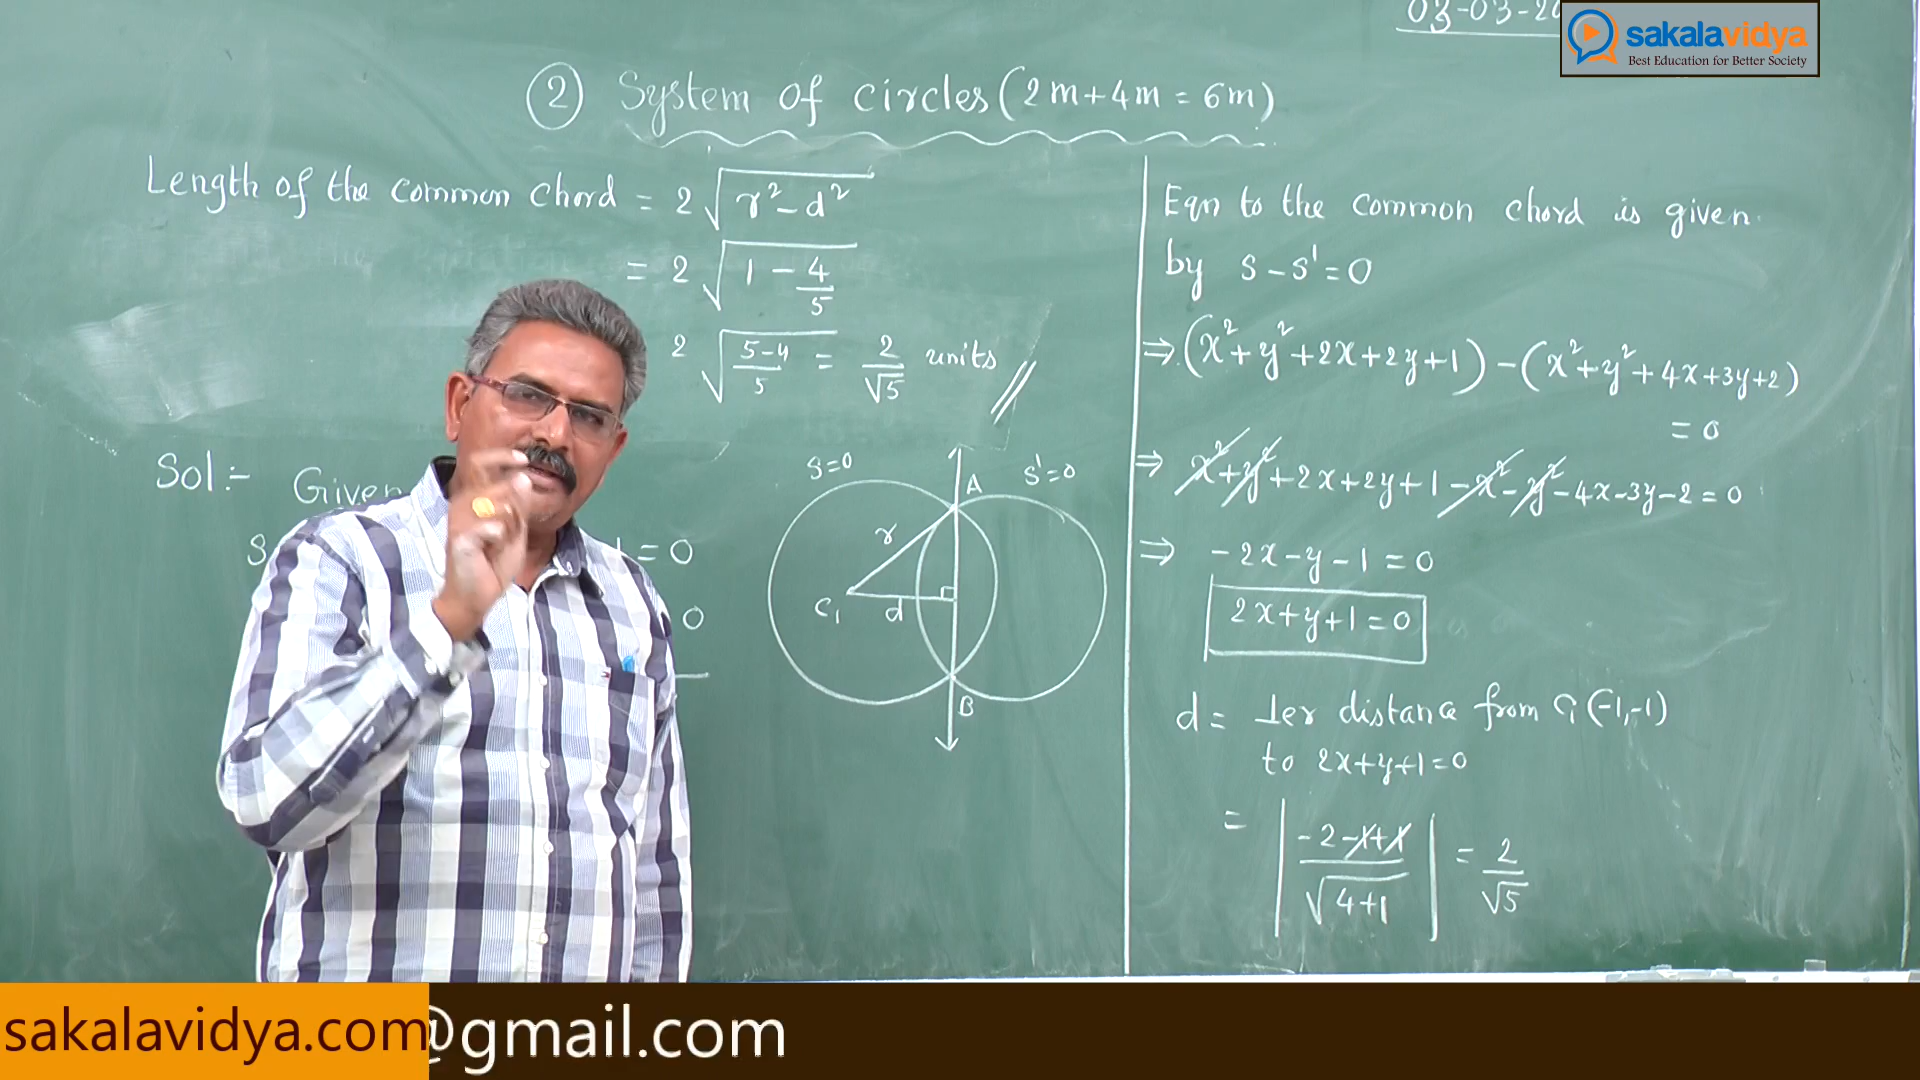 03-03-20
sakalavidya
Best Education for Better Society
② System of circles (2m+4m = 6m)
Length of the common chord = 2√(r² - d²)
= 2√(1 - 4/5)
2√((5-4)/5) = 2/√5 units //
Sol:- Given
S
1 = 0
0
S=0
S'=0
A
r
C₁
d
B
Eqn to the common chord is given
by S - S' = 0
⇒ (x²+y²+2x+2y+1) - (x²+y²+4x+3y+2)
= 0
⇒ x²+y²+2x+2y+1-x²-y²-4x-3y-2=0
⇒ -2x-y-1=0
2x+y+1=0
d = ⊥er distance from C₁(-1,-1)
to 2x+y+1=0
= |(-2-1+1)/√(4+1)| = 2/√5
sakalavidya.com
@gmail.com